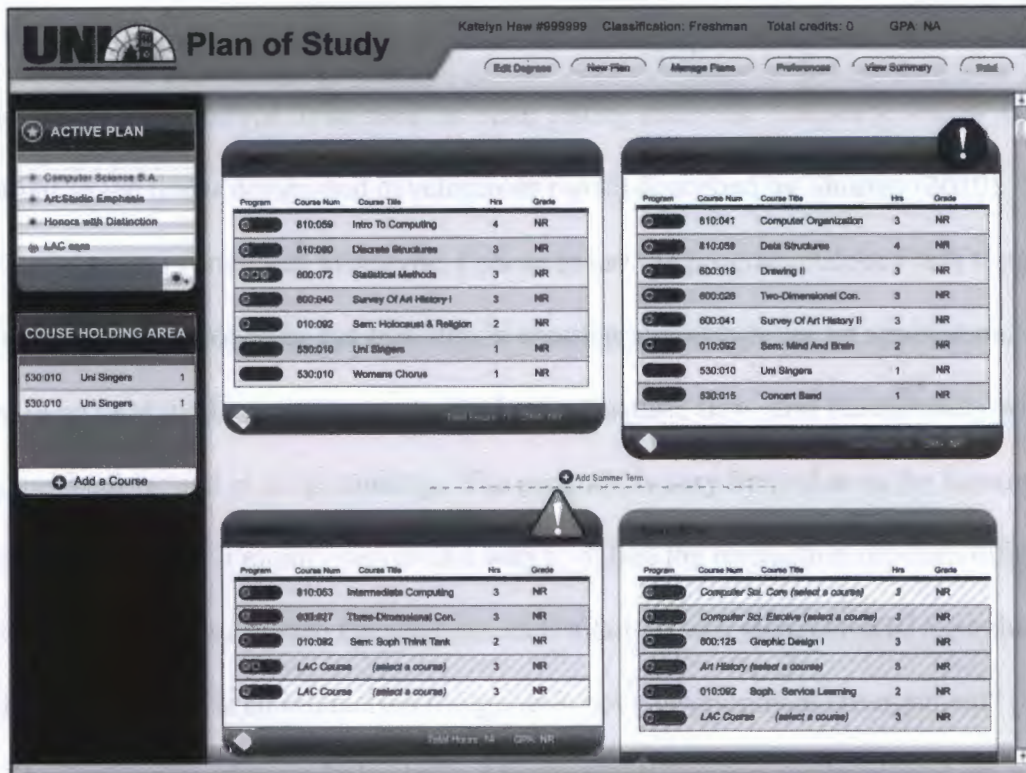 UNI Plan of Study
Katelyn Haw #999999 Classification: Freshman Total credits: 0 GPA: NA
Edit Degrees New Plan Manage Plans Preferences View Summary Print
ACTIVE PLAN
Computer Science B.A.
Art:Studio Emphasis
Honors with Distinction
LAC
COUSE HOLDING AREA
530:010 Uni Singers 1
530:010 Uni Singers 1
Add a Course
Program Course Num Course Title Hrs Grade
810:059 Intro To Computing 4 NR
810:080 Discrete Structures 3 NR
600:072 Statistical Methods 3 NR
600:040 Survey Of Art History I 3 NR
010:092 Sem: Holocaust & Religion 2 NR
530:010 Uni Singers 1 NR
530:010 Womens Chorus 1 NR
Program Course Num Course Title Hrs Grade
810:041 Computer Organization 3 NR
810:059 Data Structures 4 NR
600:019 Drawing II 3 NR
600:026 Two-Dimensional Con. 3 NR
600:041 Survey Of Art History II 3 NR
010:092 Sem: Mind And Brain 2 NR
530:010 Uni Singers 1 NR
530:015 Concert Band 1 NR
Add Summer Term
Program Course Num Course Title Hrs Grade
810:053 Intermediate Computing 3 NR
600:027 Three-Dimensional Con. 3 NR
010:092 Sem: Soph Think Tank 2 NR
LAC Course (select a course) 3 NR
LAC Course (select a course) 3 NR
Total Hours: 14 GPA: NR
Program Course Num Course Title Hrs Grade
Computer Sci. Core (select a course) 3 NR
Computer Sci. Elective (select a course) 3 NR
600:125 Graphic Design I 3 NR
Art History (select a course) 3 NR
010:092 Soph. Service Learning 2 NR
LAC Course (select a course) 3 NR